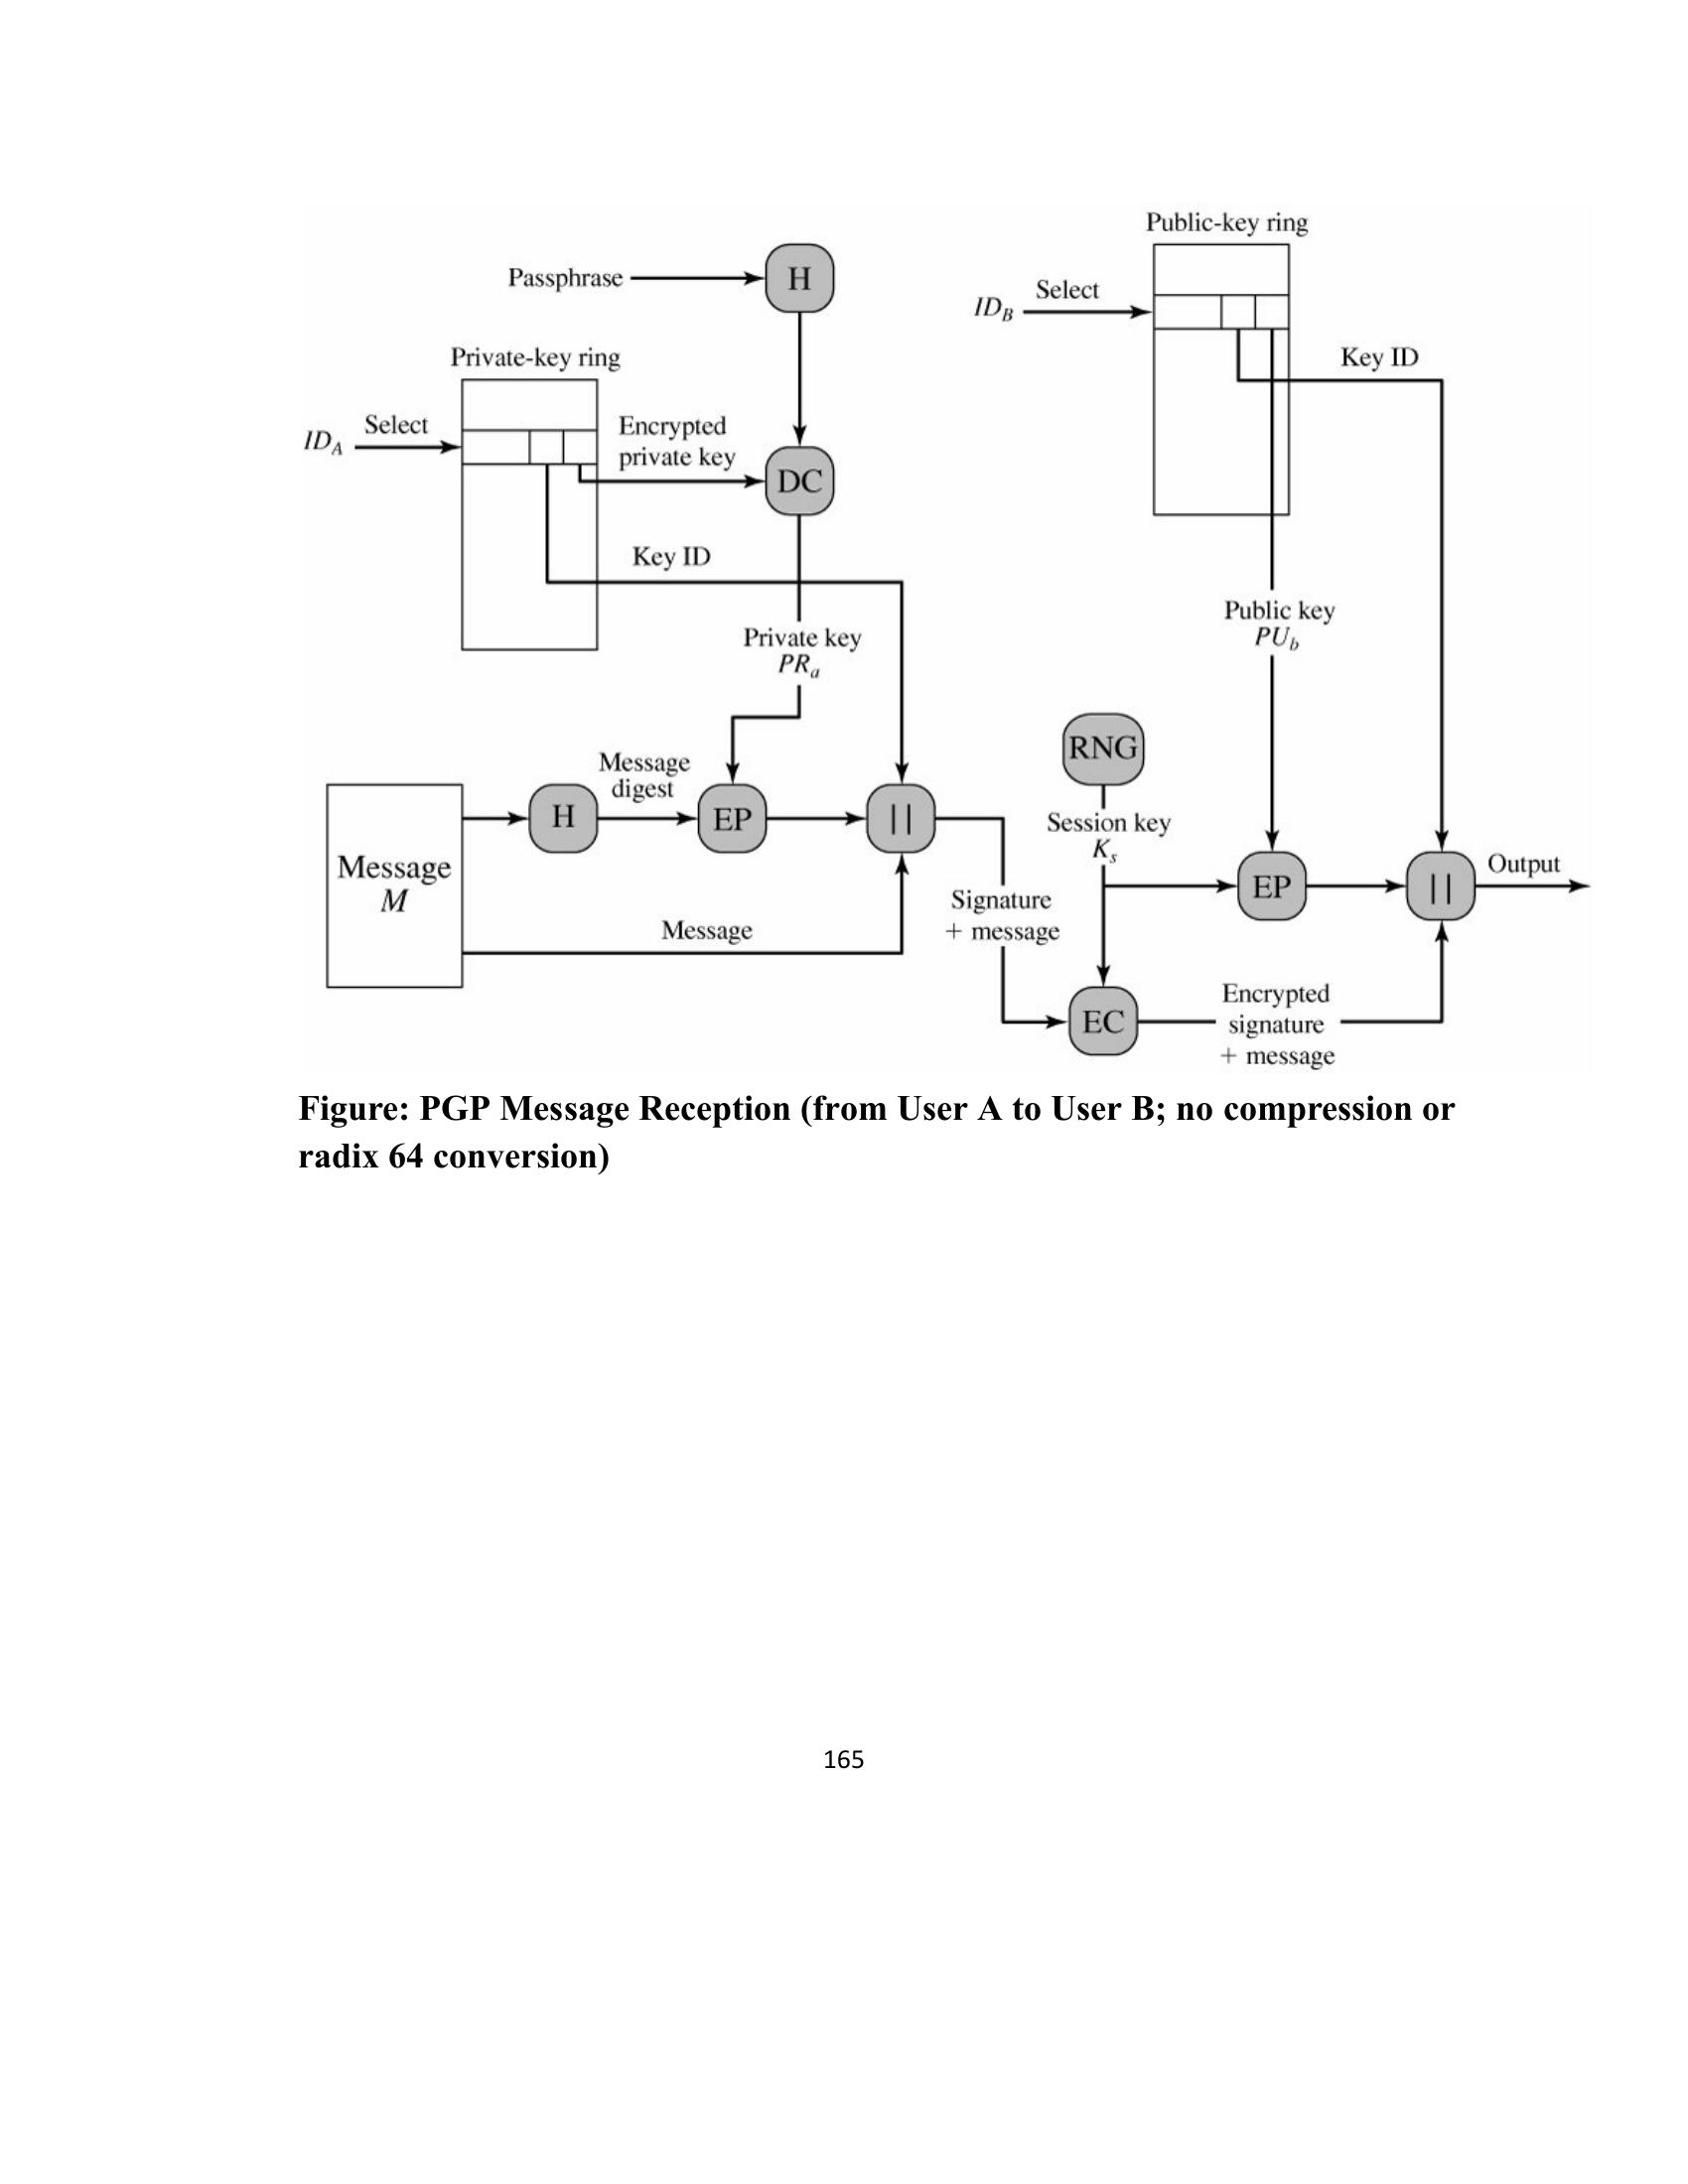 Public-key ring
Passphrase
H
Select
ID_B
Private-key ring
Key ID
Select
Encrypted
ID_A
private key
DC
Key ID
Public key
PU_b
Private key
PR_a
RNG
Message
digest
H
EP
||
Session key
K_s
Message
M
Output
EP
||
Signature
+ message
Message
Encrypted
EC
signature
+ message
Figure: PGP Message Reception (from User A to User B; no compression or
radix 64 conversion)
165